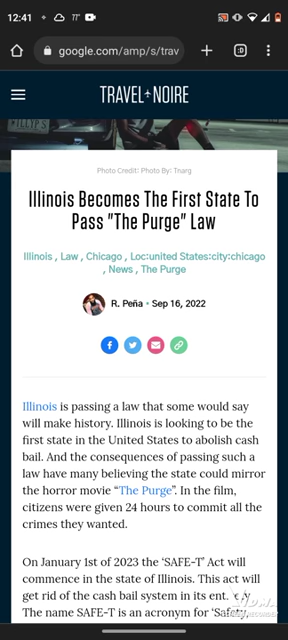 12:41
77°
google.com/amp/s/trav
TRAVEL NOIRE
Photo Credit: Photo By: Tnarg
Illinois Becomes The First State To
Pass "The Purge" Law
Illinois , Law , Chicago , Loc:united States:city:chicago
, News , The Purge
R. Peña • Sep 16, 2022
Illinois is passing a law that some would say
will make history. Illinois is looking to be the
first state in the United States to abolish cash
bail. And the consequences of passing such a
law have many believing the state could mirror
the horror movie “The Purge”. In the film,
citizens were given 24 hours to commit all the
crimes they wanted.
On January 1st of 2023 the ‘SAFE-T’ Act will
commence in the state of Illinois. This act will
get rid of the cash bail system in its
The name SAFE-T is an acronym for ‘Safety,